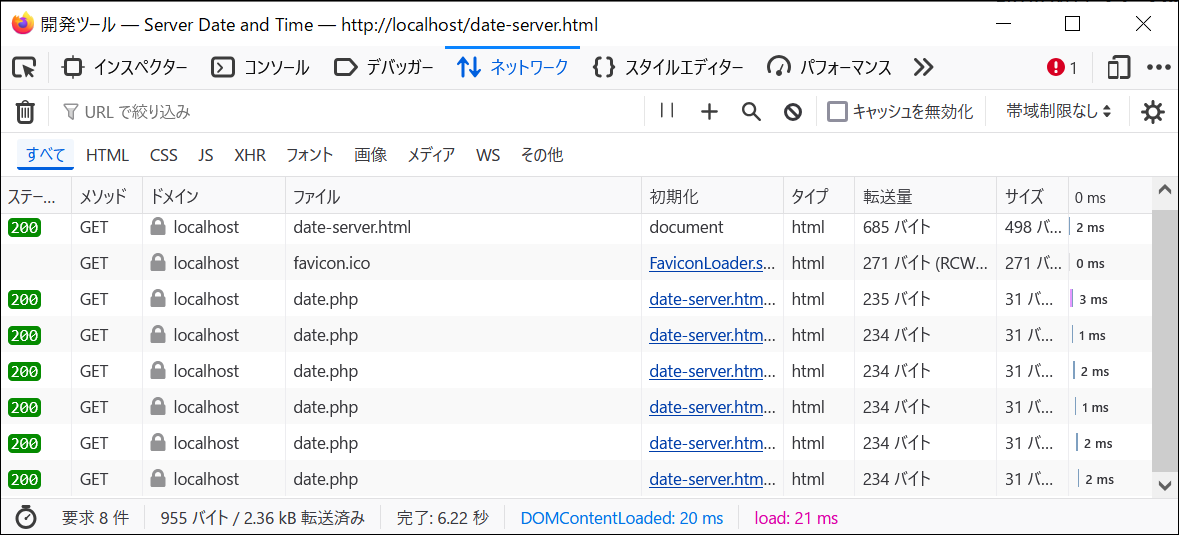 開発ツール — Server Date and Time — http://localhost/date-server.html
インスペクター コンソール デバッガー ネットワーク スタイルエディター パフォーマンス 1
URL で絞り込み キャッシュを無効化 帯域制限なし
すべて HTML CSS JS XHR フォント 画像 メディア WS その他
ステー... メソッド ドメイン ファイル 初期化 タイプ 転送量 サイズ 0 ms
200 GET localhost date-server.html document html 685 バイト 498 バ... 2 ms
GET localhost favicon.ico FaviconLoader.s... html 271 バイト (RCW... 271 バ... 0 ms
200 GET localhost date.php date-server.htm... html 235 バイト 31 バ... 3 ms
200 GET localhost date.php date-server.htm... html 234 バイト 31 バ... 1 ms
200 GET localhost date.php date-server.htm... html 234 バイト 31 バ... 2 ms
200 GET localhost date.php date-server.htm... html 234 バイト 31 バ... 1 ms
200 GET localhost date.php date-server.htm... html 234 バイト 31 バ... 2 ms
200 GET localhost date.php date-server.htm... html 234 バイト 31 バ... 2 ms
要求 8 件 955 バイト / 2.36 kB 転送済み 完了: 6.22 秒 DOMContentLoaded: 20 ms load: 21 ms